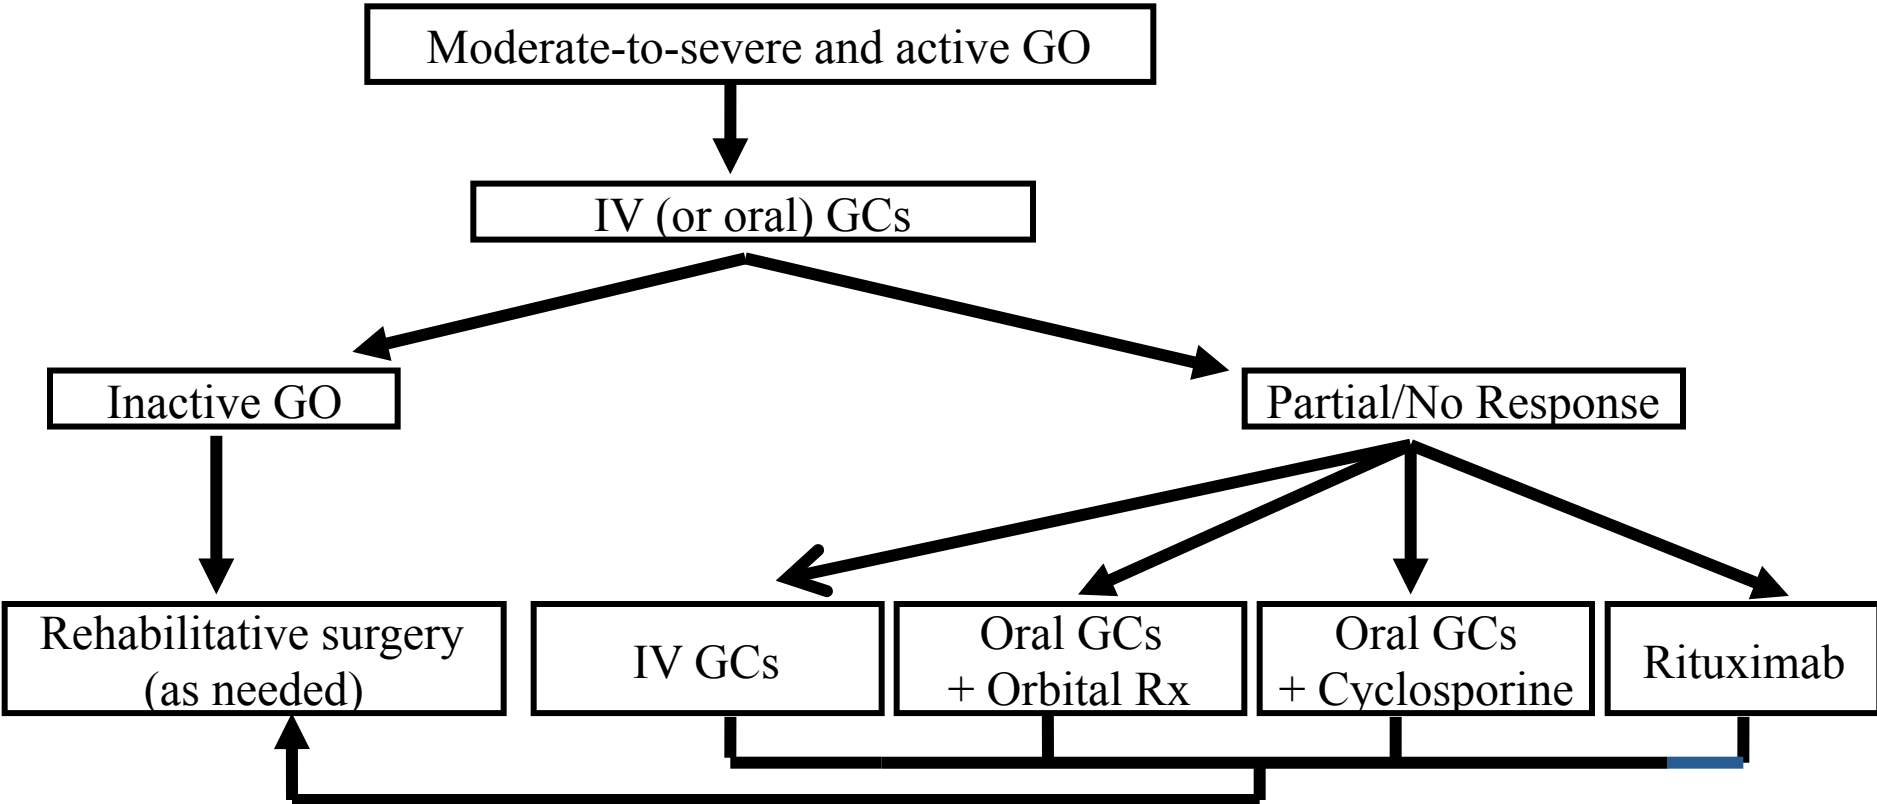 Moderate-to-severe and active GO
IV (or oral) GCs
Inactive GO
Partial/No Response
Rehabilitative surgery
(as needed)
IV GCs
Oral GCs
+ Orbital Rx
Oral GCs
+ Cyclosporine
Rituximab